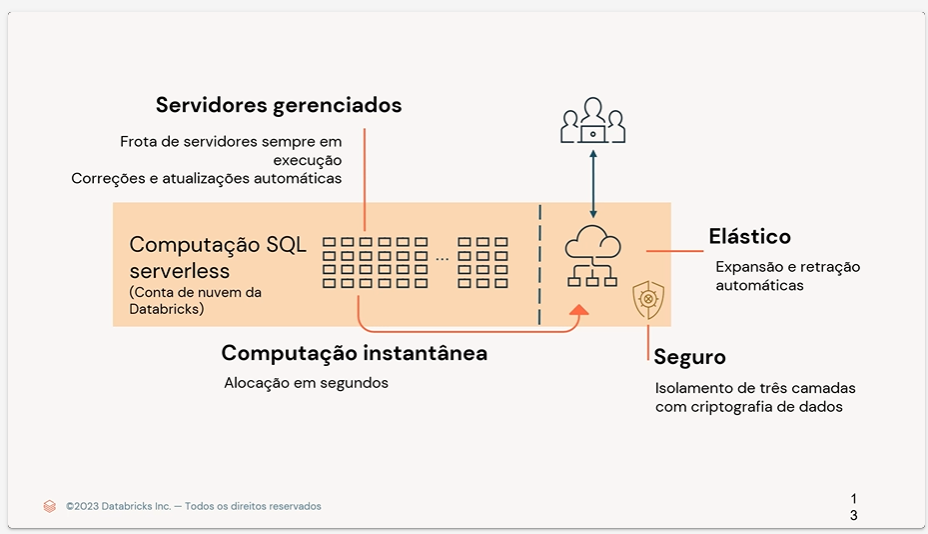 Servidores gerenciados
Frota de servidores sempre em
execução
Correções e atualizações automáticas
Computação SQL
serverless
(Conta de nuvem da
Databricks)
...
Elástico
Expansão e retração
automáticas
Computação instantânea
Alocação em segundos
Seguro
Isolamento de três camadas
com criptografia de dados
©2023 Databricks Inc. — Todos os direitos reservados
1
3